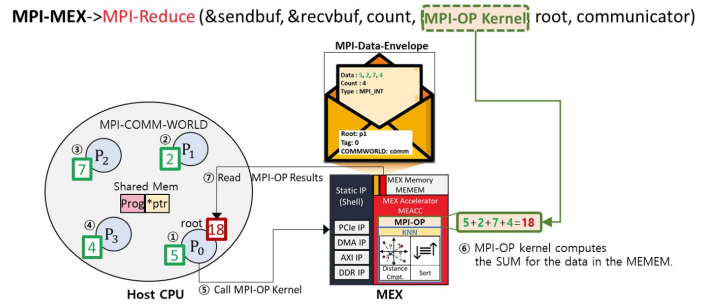 MPI-MEX->MPI-Reduce (&sendbuf, &recvbuf, count, MPI-OP Kernel, root, communicator)
MPI-Data-Envelope
Data : 5, 2, 7, 4
Count : 4
Type : MPI_INT
Root: p1
Tag: 0
COMMWORLD: comm
MPI-COMM-WORLD
③ P2
7
② P1
2
Shared Mem
Prog *ptr
④ P3
4
root 18
① P0
5
⑦ Read MPI-OP Results
⑤ Call MPI-OP Kernel
Host CPU
Static IP
(Shell)
PCIe IP
DMA IP
AXI IP
DDR IP
MEX Memory
MEMEM
MEX Accelerator
MEACC
MPI-OP
KNN
? ? ?
Distance
Cmpt.
Sort
MEX
5+2+7+4=18
⑥ MPI-OP kernel computes
the SUM for the data in the MEMEM.